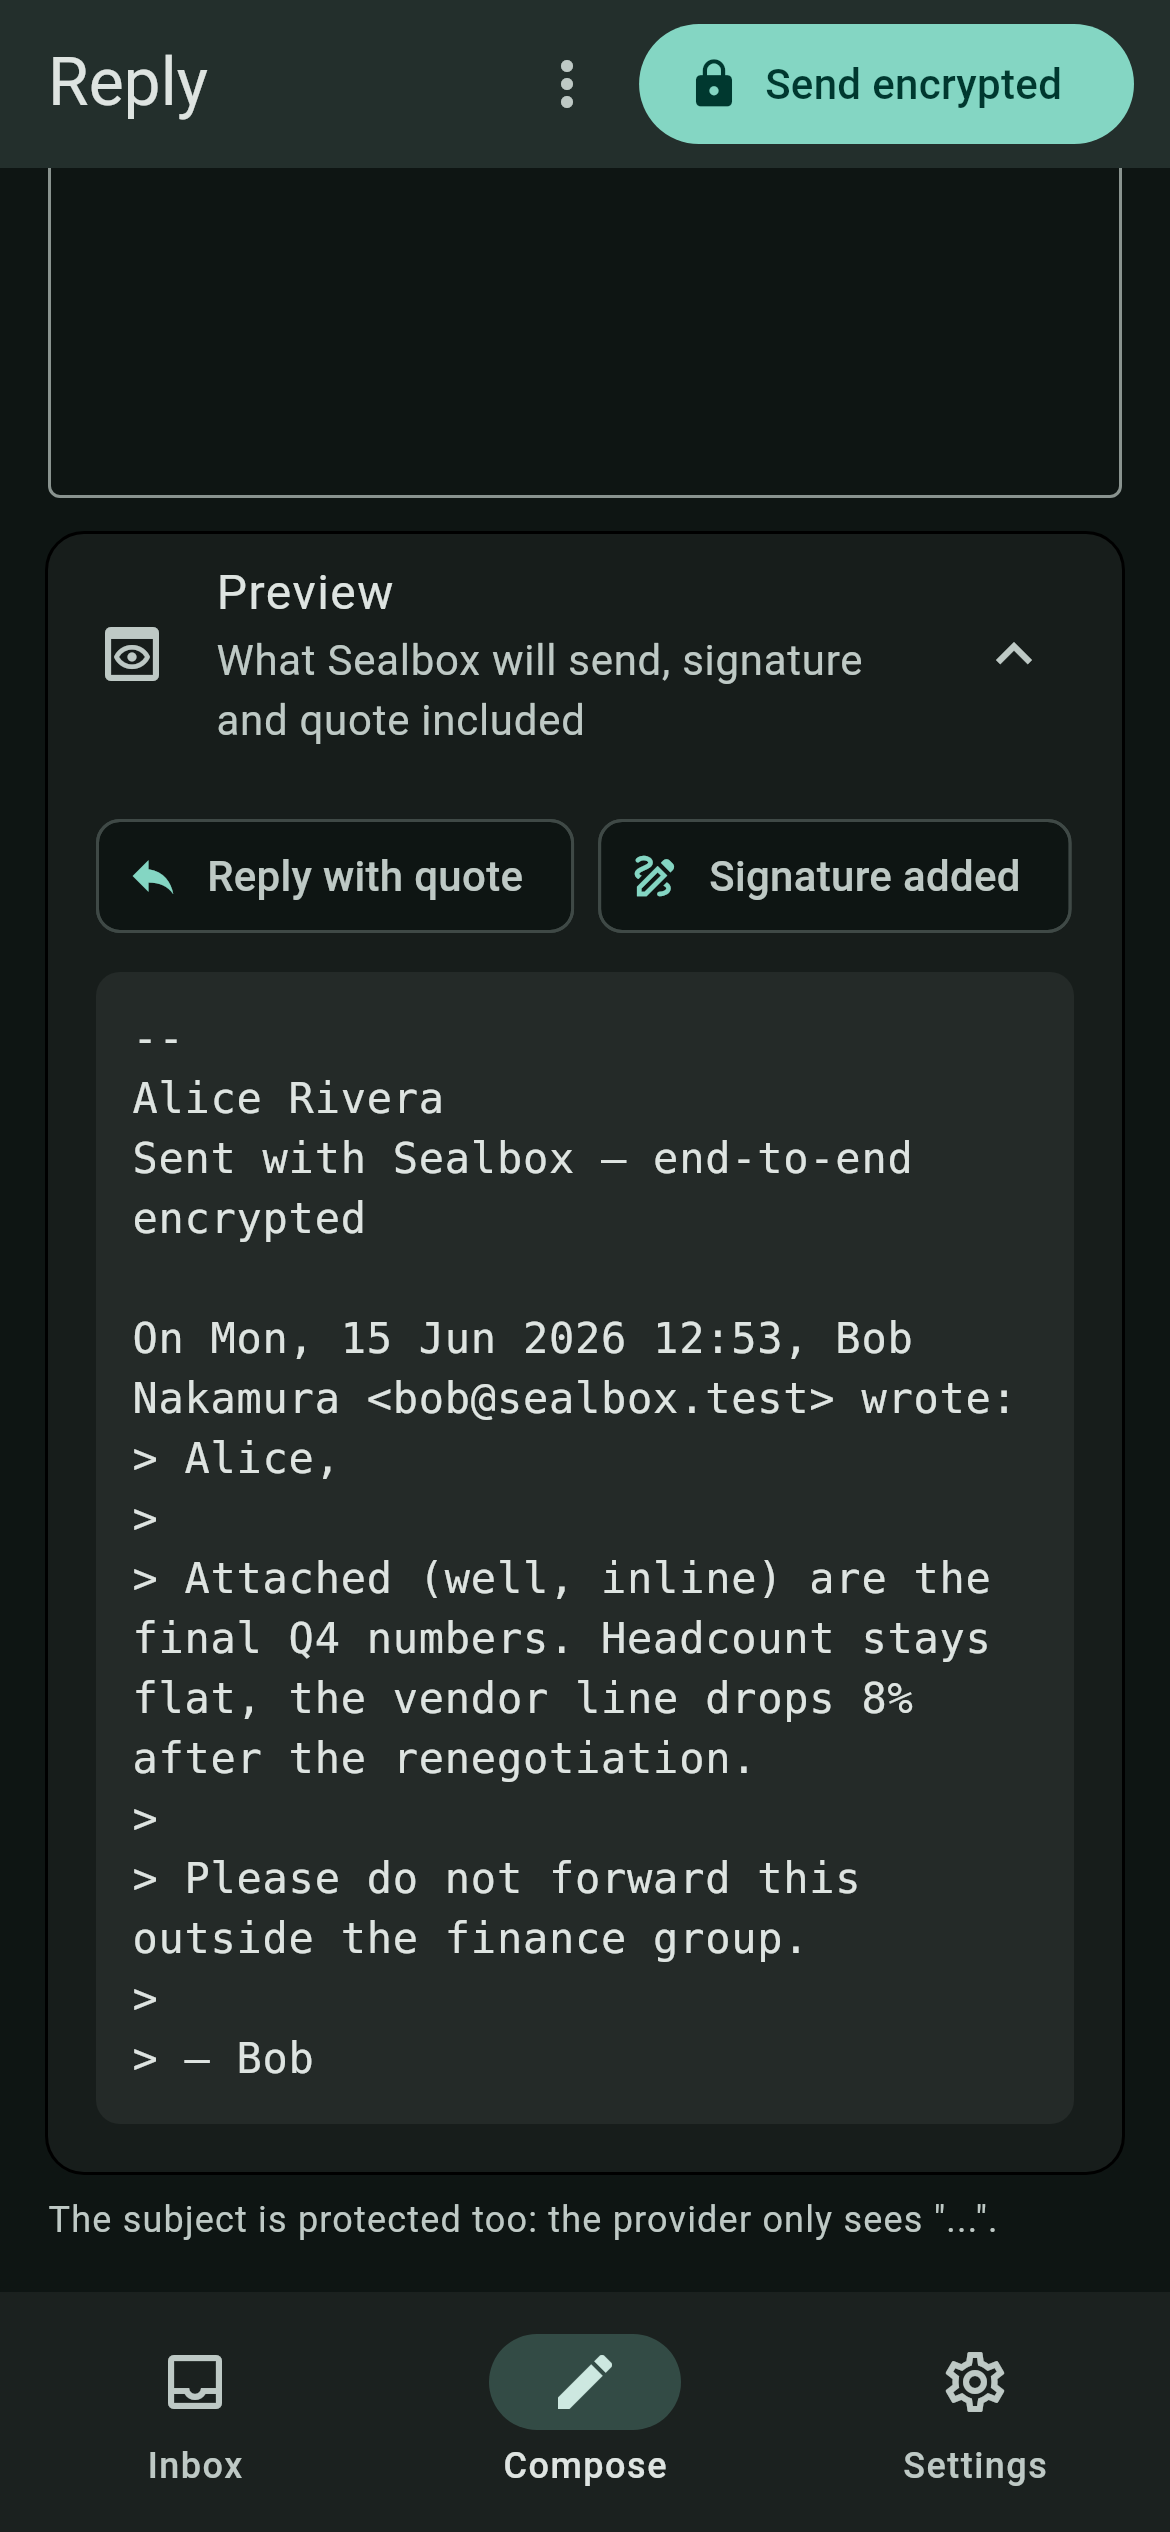 Reply
Send encrypted
Preview
What Sealbox will send, signature
and quote included
Reply with quote
Signature added
--
Alice Rivera
Sent with Sealbox — end-to-end
encrypted
On Mon, 15 Jun 2026 12:53, Bob
Nakamura <bob@sealbox.test> wrote:
> Alice,
>
> Attached (well, inline) are the
final Q4 numbers. Headcount stays
flat, the vendor line drops 8%
after the renegotiation.
>
> Please do not forward this
outside the finance group.
>
> — Bob
The subject is protected too: the provider only sees "...".
Inbox
Compose
Settings